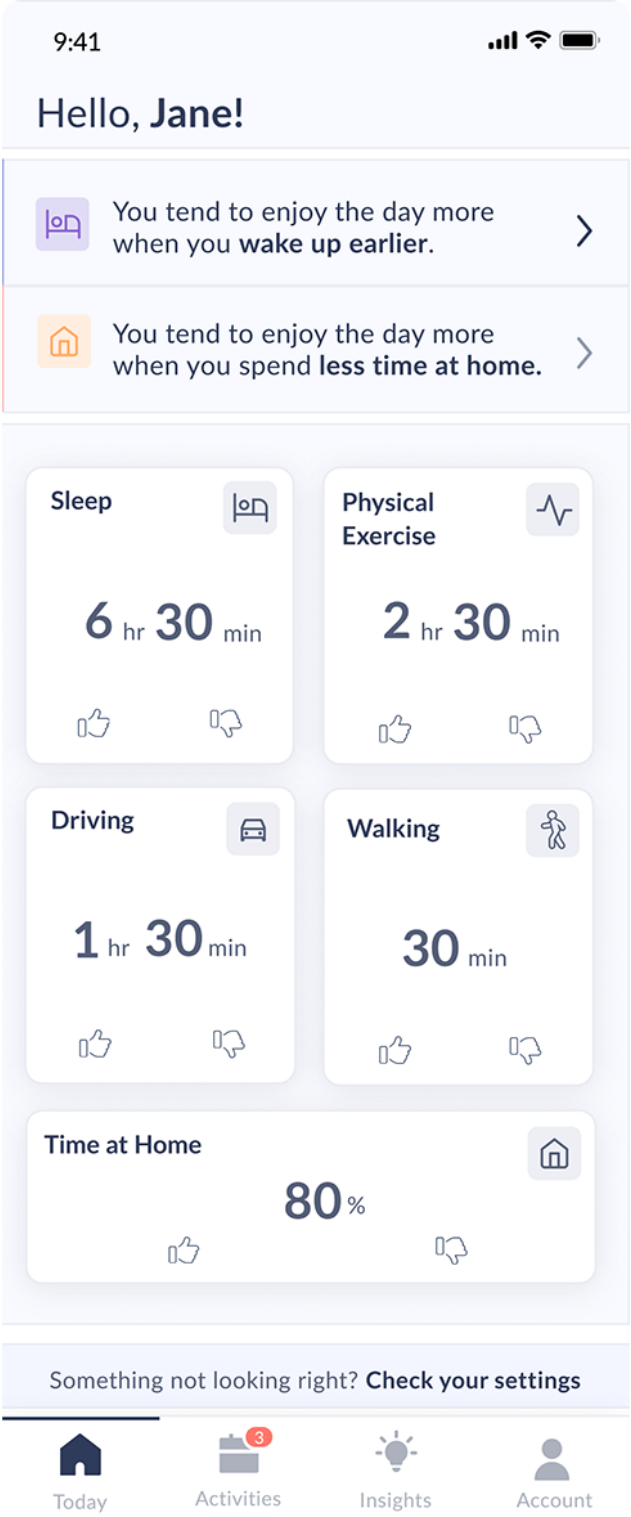 9:41
Hello, Jane!
You tend to enjoy the day more
when you wake up earlier.
You tend to enjoy the day more
when you spend less time at home.
Sleep
6 hr 30 min
Physical
Exercise
2 hr 30 min
Driving
1 hr 30 min
Walking
30 min
Time at Home
80 %
Something not looking right? Check your settings
3
Today
Activities
Insights
Account